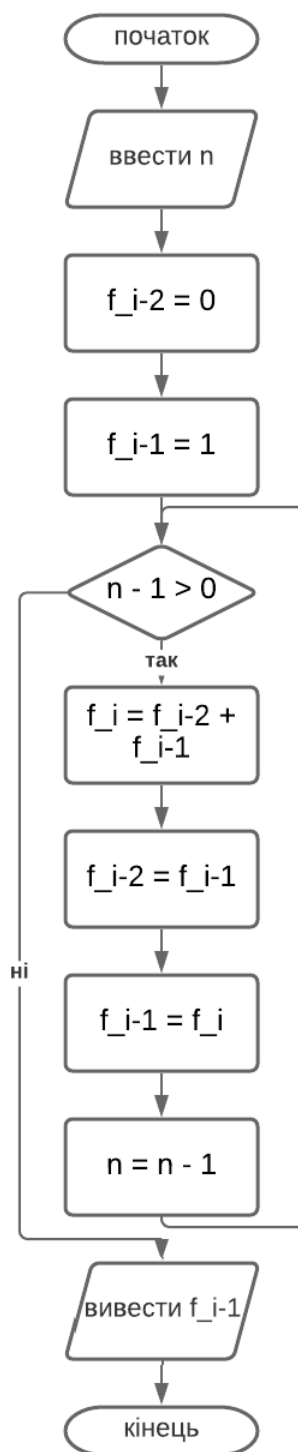 початок
ввести n
f_i-2 = 0
f_i-1 = 1
n - 1 > 0
так
f_i = f_i-2 +
f_i-1
f_i-2 = f_i-1
ні
f_i-1 = f_i
n = n - 1
вивести f_i-1
кінець